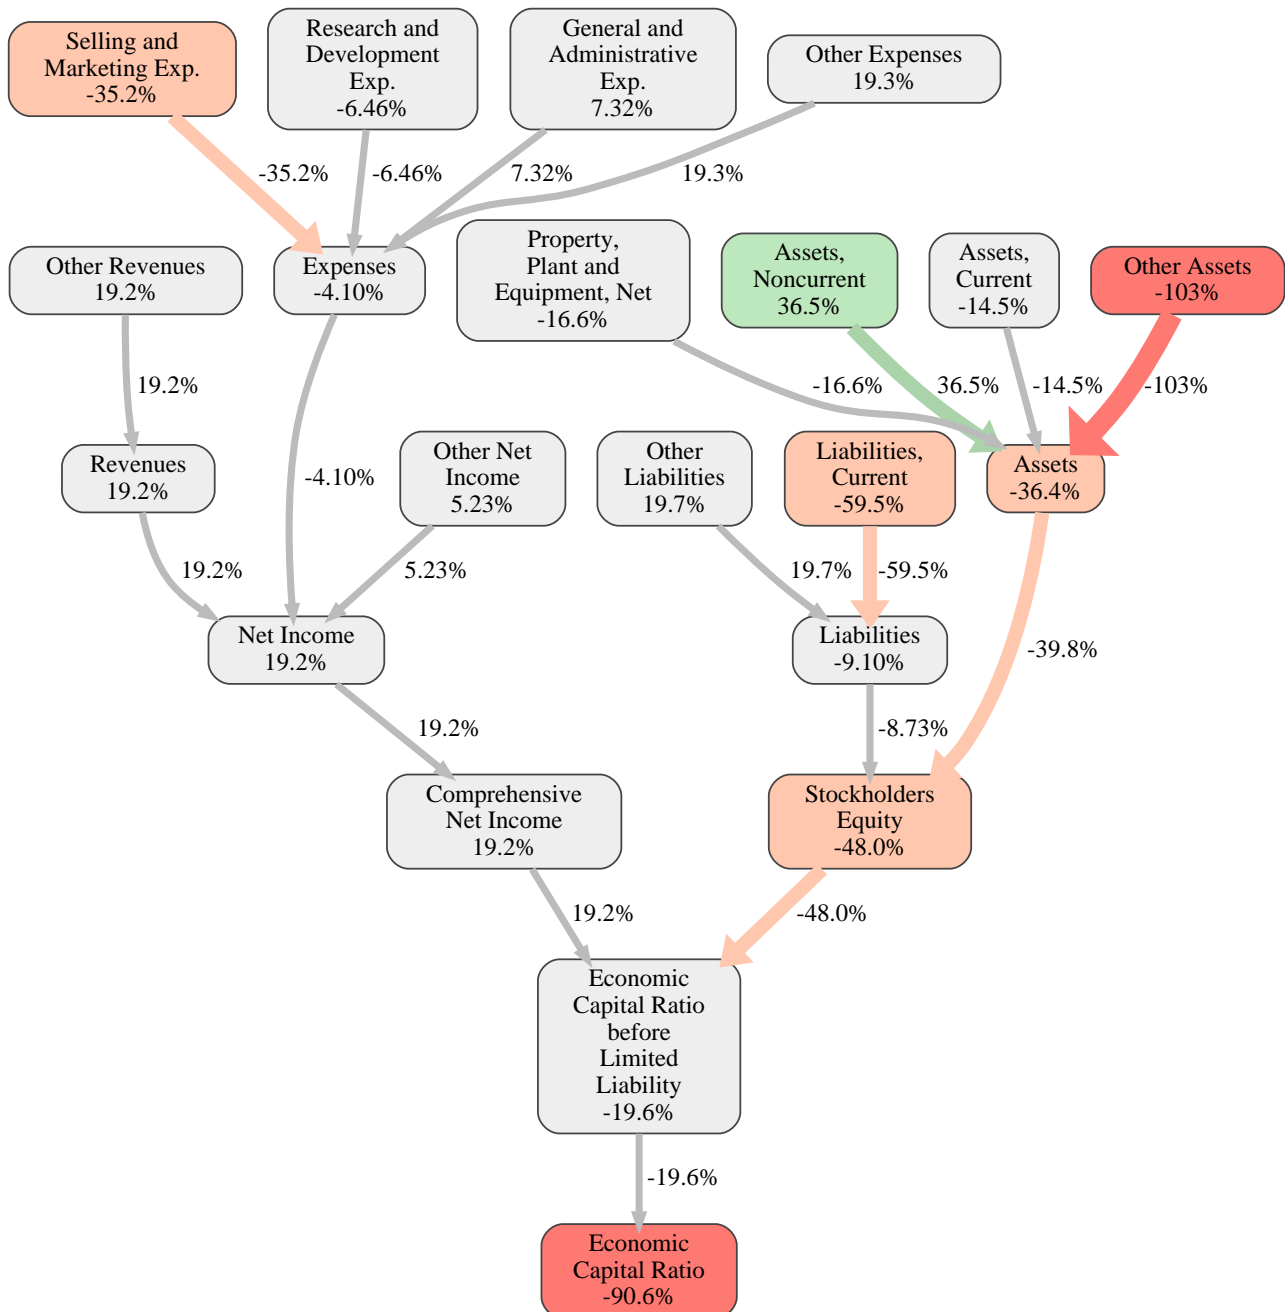 Selling and
Marketing Exp.
-35.2%
Research and
Development
Exp.
-6.46%
General and
Administrative
Exp.
7.32%
Other Expenses
19.3%
-35.2%
-6.46%
7.32%
19.3%
Other Revenues
19.2%
Expenses
-4.10%
Property,
Plant and
Equipment, Net
-16.6%
Assets,
Noncurrent
36.5%
Assets,
Current
-14.5%
Other Assets
-103%
19.2%
-16.6%
36.5%
-14.5%
-103%
Revenues
19.2%
-4.10%
Other Net
Income
5.23%
Other
Liabilities
19.7%
Liabilities,
Current
-59.5%
Assets
-36.4%
19.2%
5.23%
19.7%
-59.5%
Net Income
19.2%
Liabilities
-9.10%
-39.8%
19.2%
-8.73%
Comprehensive
Net Income
19.2%
Stockholders
Equity
-48.0%
19.2%
-48.0%
Economic
Capital Ratio
before
Limited
Liability
-19.6%
-19.6%
Economic
Capital Ratio
-90.6%